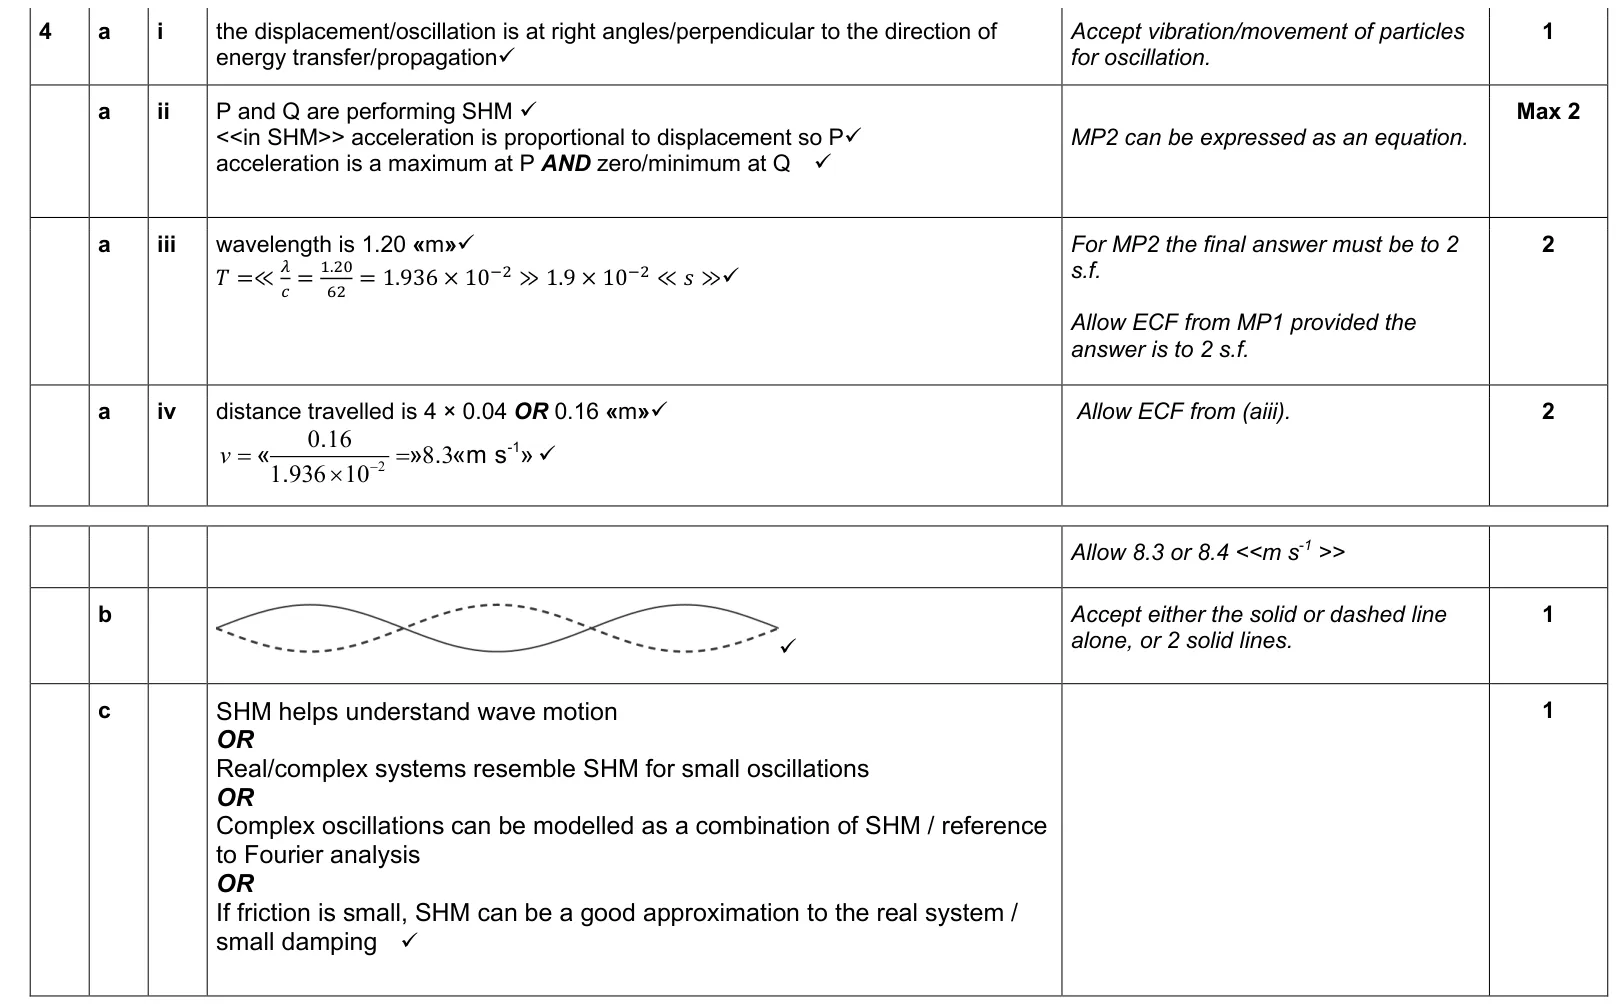 4 a i the displacement/oscillation is at right angles/perpendicular to the direction of Accept vibration/movement of particles 1
energy transfer/propagation✓ for oscillation.
a ii P and Q are performing SHM ✓ Max 2
<<in SHM>> acceleration is proportional to displacement so P✓ MP2 can be expressed as an equation.
acceleration is a maximum at P AND zero/minimum at Q ✓
a iii wavelength is 1.20 «m»✓ For MP2 the final answer must be to 2 2
s.f.
T =≪ λ/c = 1.20/62 = 1.936 × 10⁻² ≫ 1.9 × 10⁻² ≪ s ≫✓
Allow ECF from MP1 provided the
answer is to 2 s.f.
a iv distance travelled is 4 × 0.04 OR 0.16 «m»✓ Allow ECF from (aiii). 2
v = « 0.16/1.936×10⁻² =»8.3«m s⁻¹» ✓
Allow 8.3 or 8.4 <<m s⁻¹ >>
b ✓ Accept either the solid or dashed line 1
alone, or 2 solid lines.
c SHM helps understand wave motion 1
OR
Real/complex systems resemble SHM for small oscillations
OR
Complex oscillations can be modelled as a combination of SHM / reference
to Fourier analysis
OR
If friction is small, SHM can be a good approximation to the real system /
small damping ✓